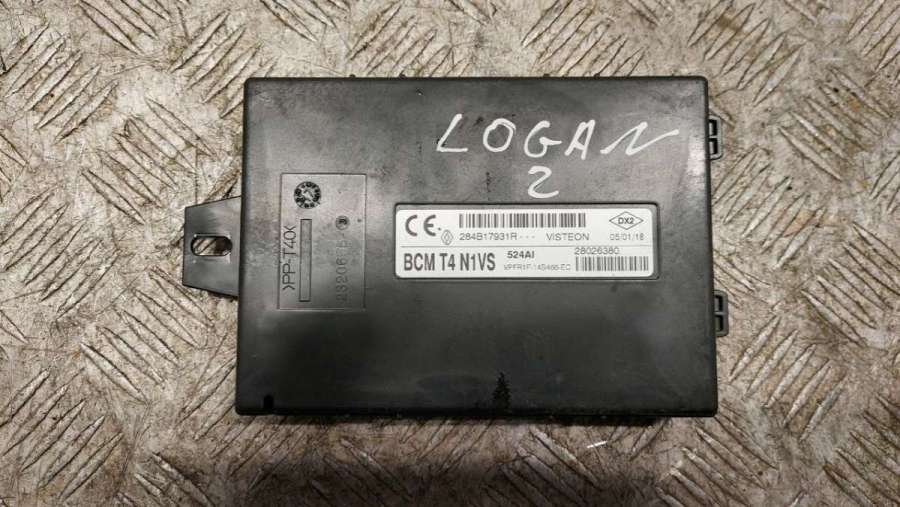 LOGAN
2
>PP-T40<
CE 284B17931R--- VISTEON DX2 05/01/18
BCM T4 N1VS 524AI 28026380